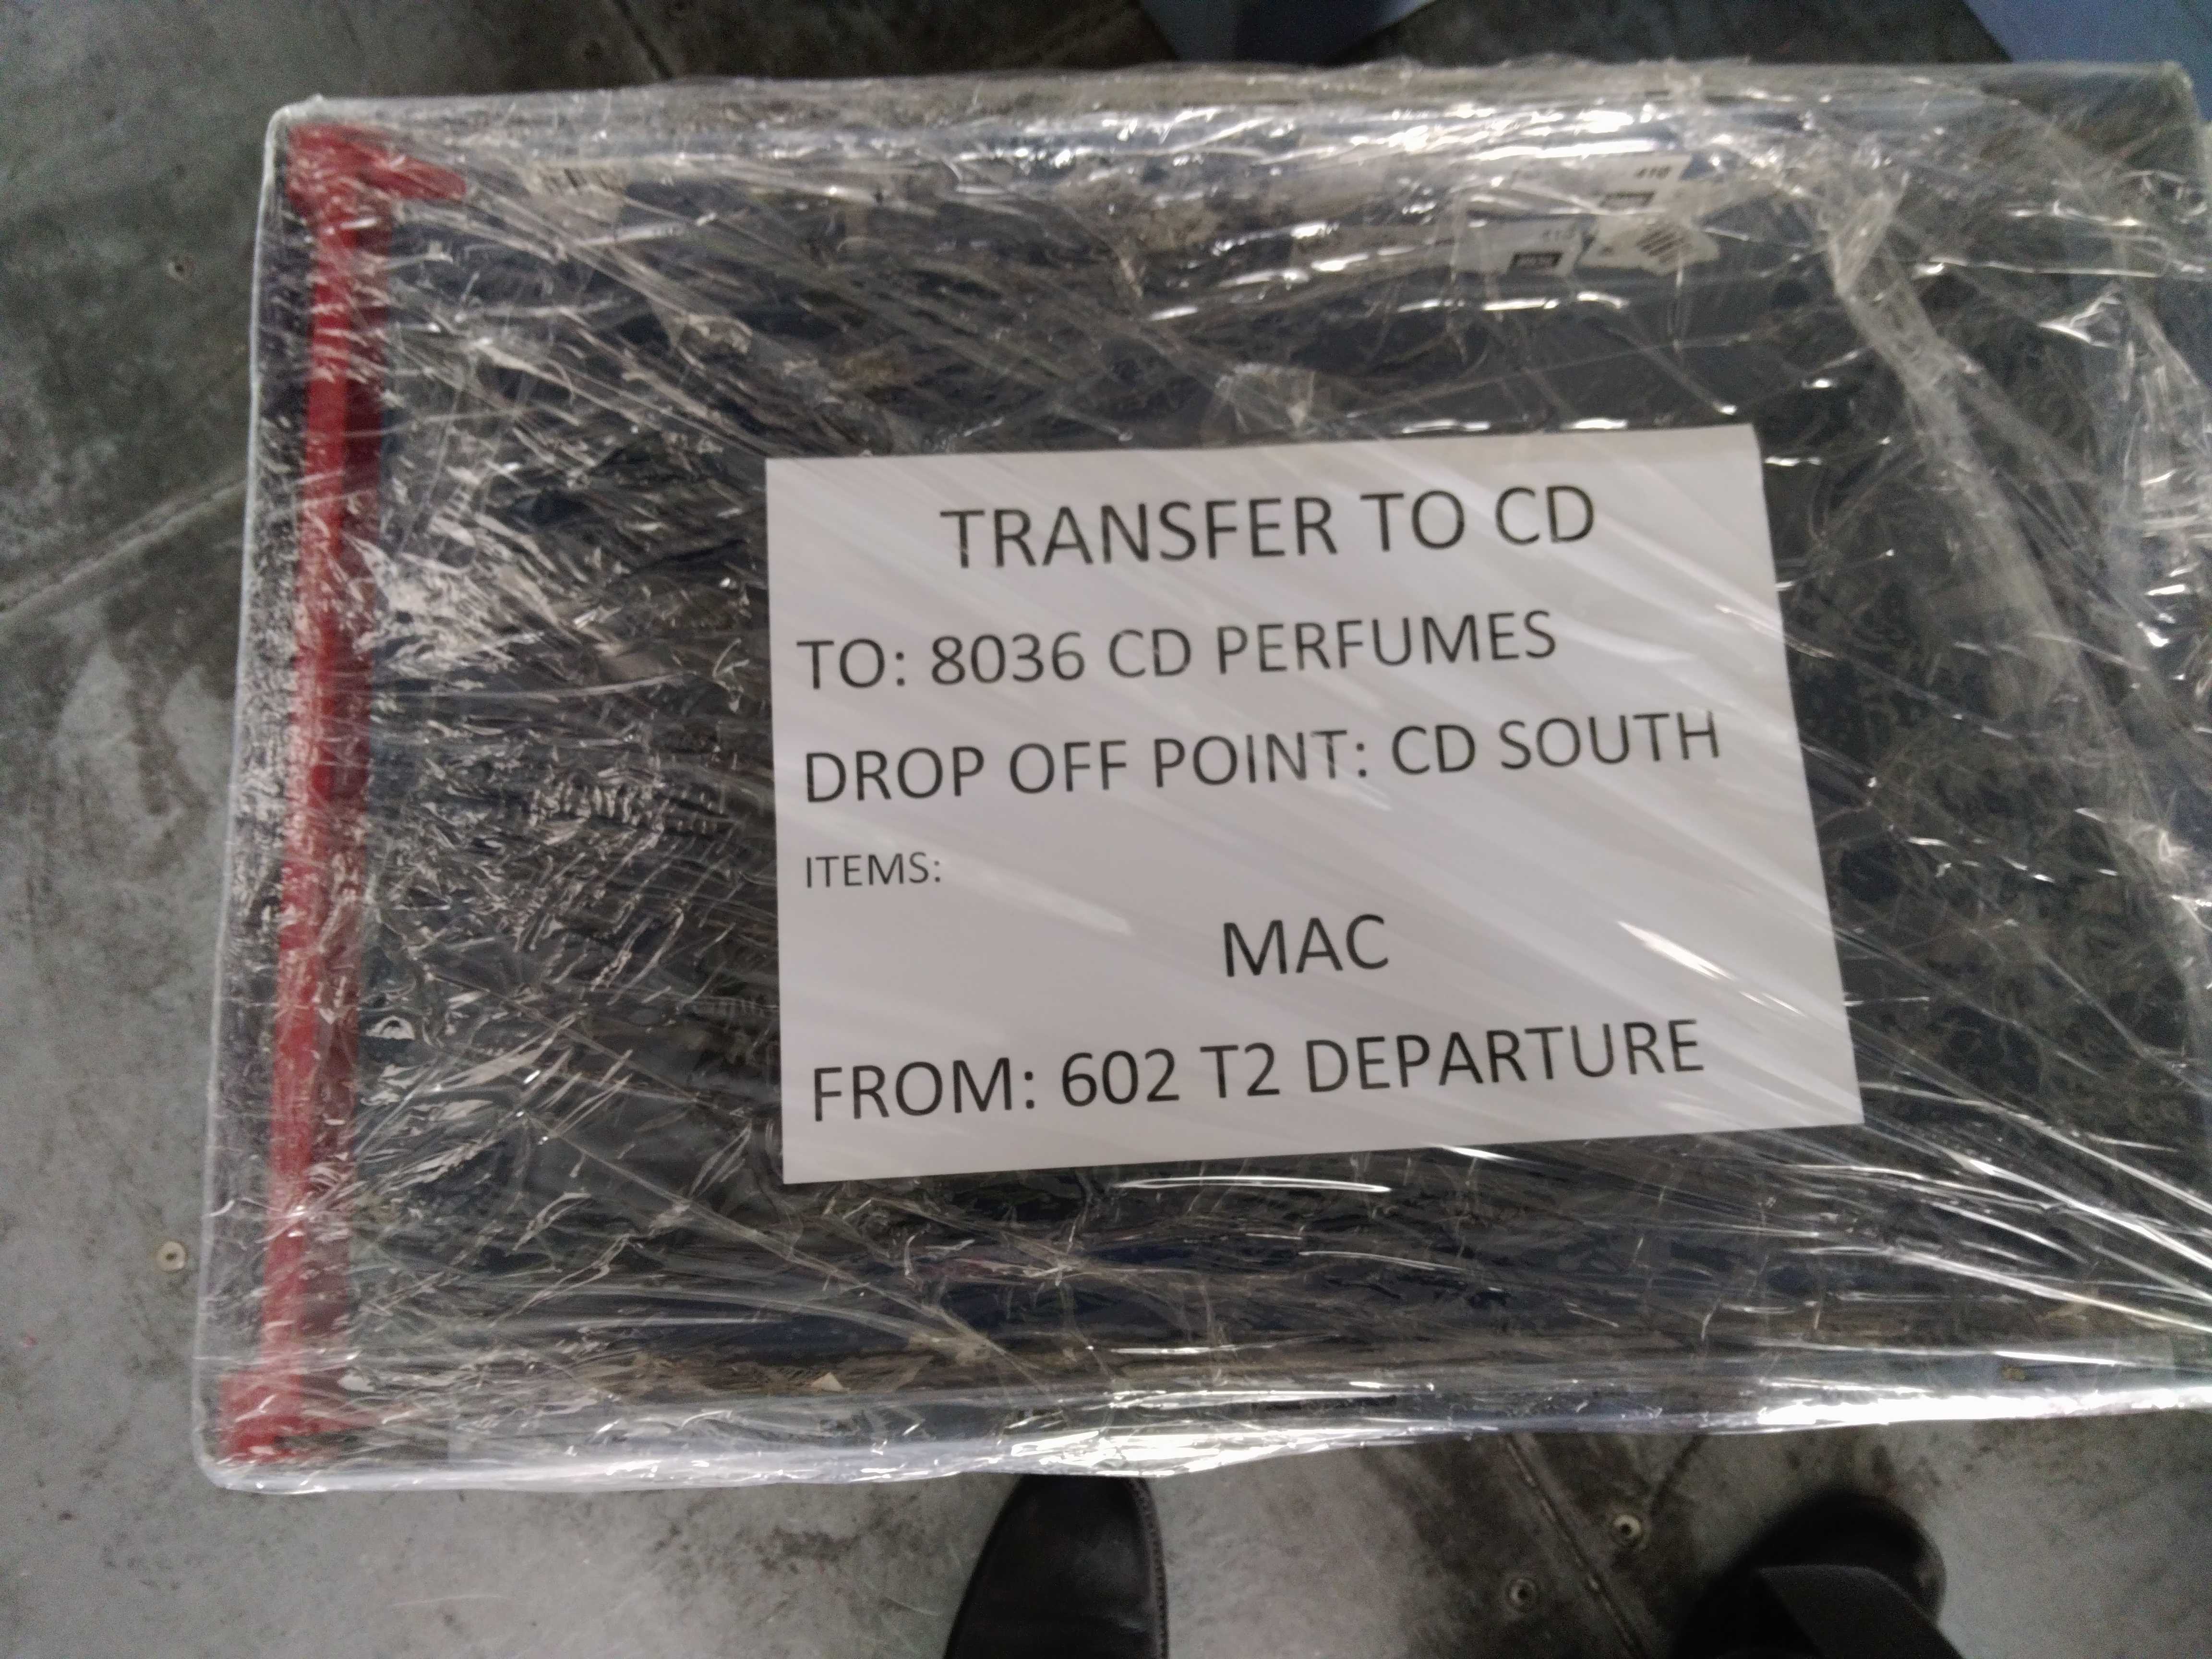 TRANSFER TO CD
TO: 8036 CD PERFUMES
DROP OFF POINT: CD SOUTH
ITEMS:
MAC
FROM: 602 T2 DEPARTURE